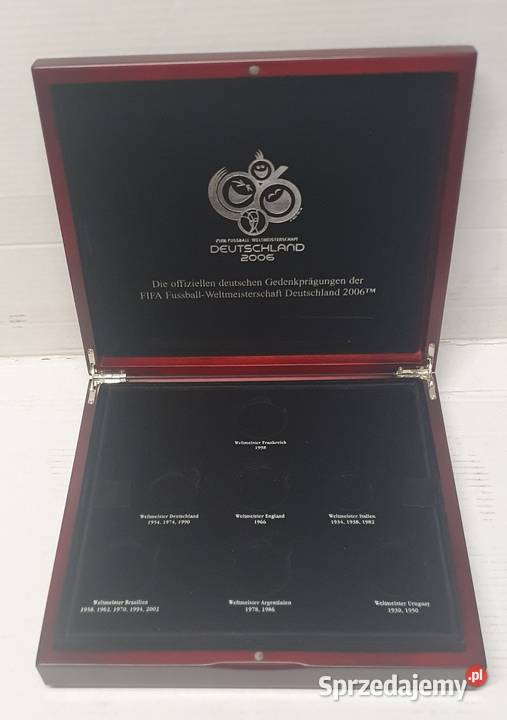 FIFA FUSSBALL-WELTMEISTERSCHAFT
DEUTSCHLAND
2006
Die offiziellen deutschen Gedenkprägungen der
FIFA Fussball-Weltmeisterschaft Deutschland 2006™
Weltmeister Frankreich
1998
Weltmeister Deutschland
1954, 1974, 1990
Weltmeister England
1966
Weltmeister Italien
1934, 1938, 1982
Weltmeister Brasilien
1958, 1962, 1970, 1994, 2002
Weltmeister Argentinien
1978, 1986
Weltmeister Uruguay
1930, 1950
Sprzedajemy.pl